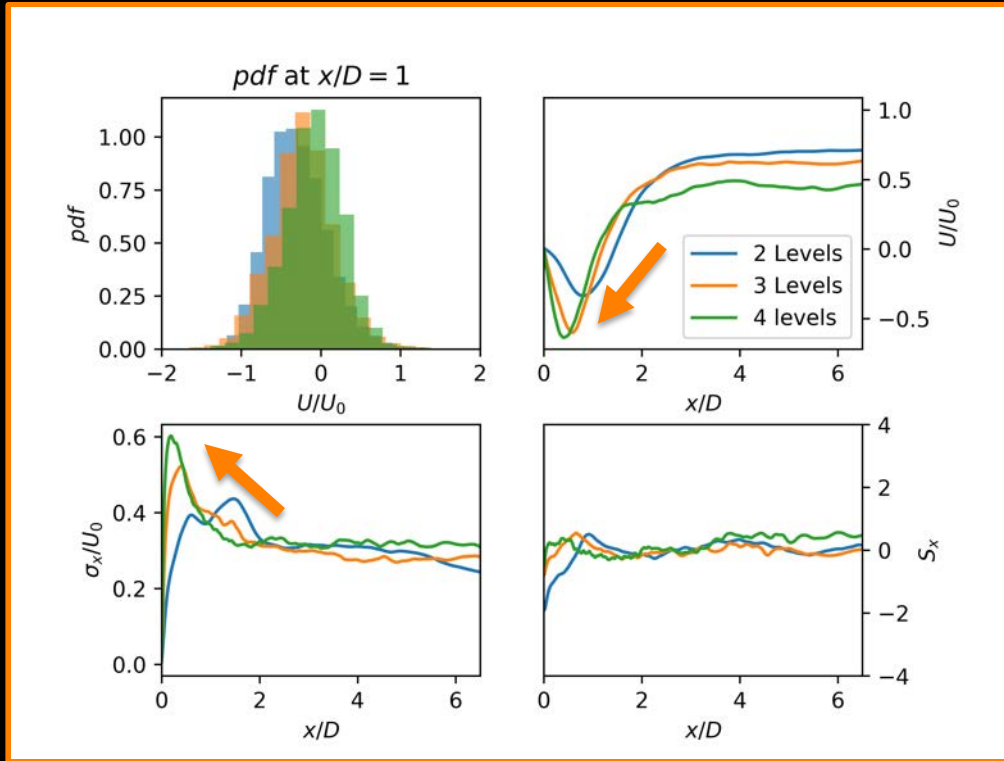 pdf at x/D = 1
1.00
0.75
0.50
0.25
0.00
pdf
−2 −1 0 1 2
U/U₀
1.0
0.5
0.0
−0.5
U/U₀
2 Levels
3 Levels
4 levels
0 2 4 6
x/D
0.6
0.4
0.2
0.0
σₓ/U₀
0 2 4 6
x/D
4
2
0
−2
−4
Sₓ
0 2 4 6
x/D